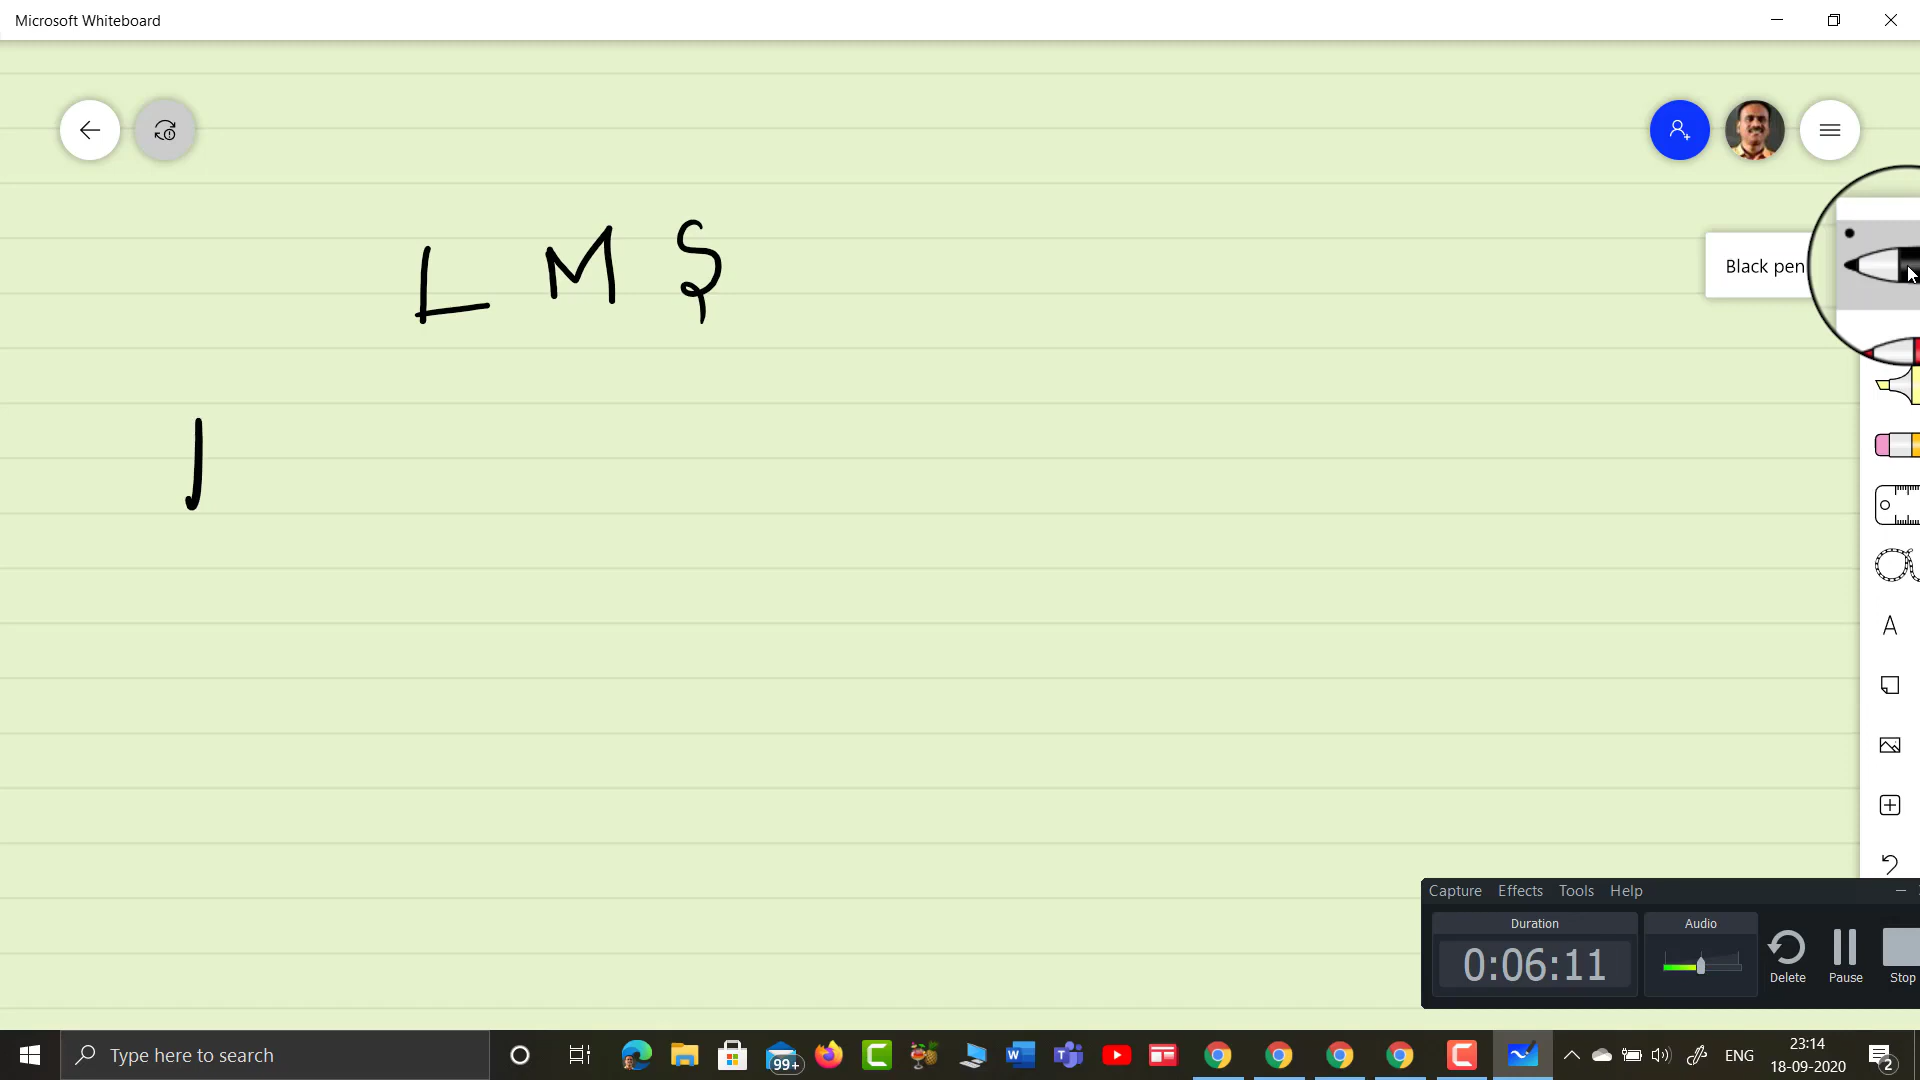 Microsoft Whiteboard
L M S
Black pen
A
Capture Effects Tools Help
Duration Audio
0:06:11
Delete Pause Stop
Type here to search
99+
ENG
23:14
18-09-2020
2